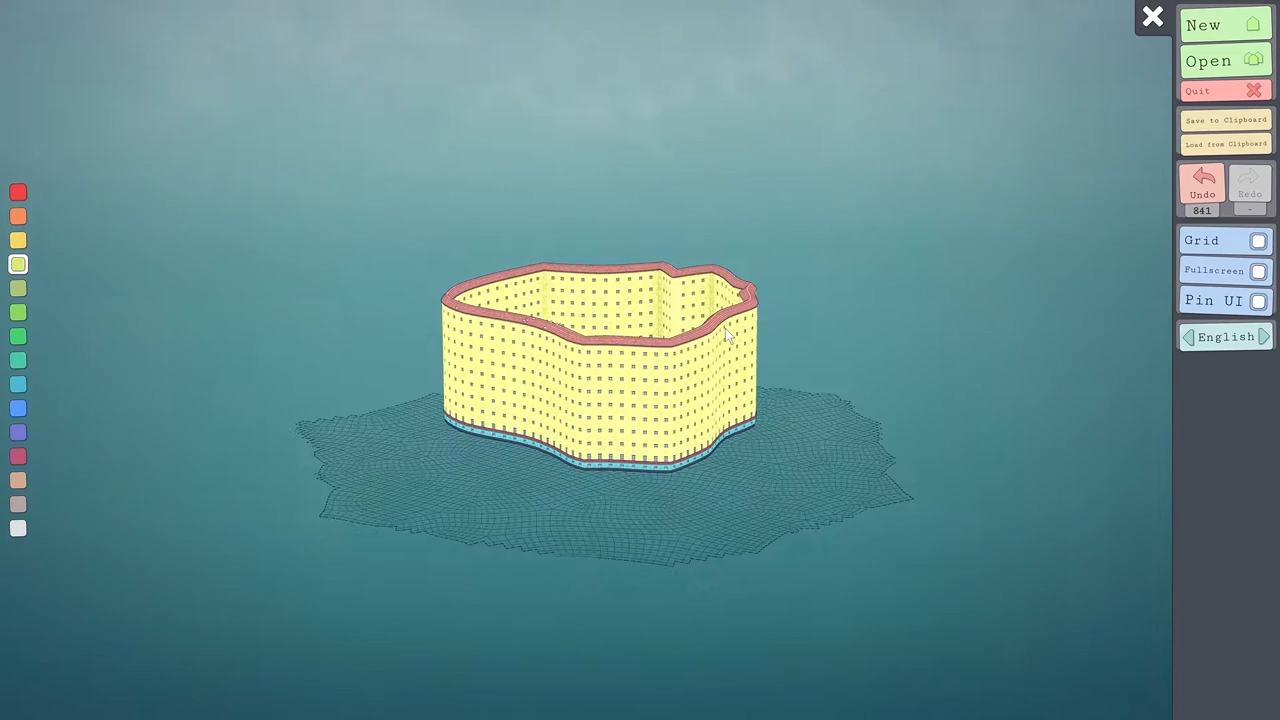 New
Open
Quit
Save to Clipboard
Load from Clipboard
Undo
Redo
841
-
Grid
Fullscreen
Pin UI
English